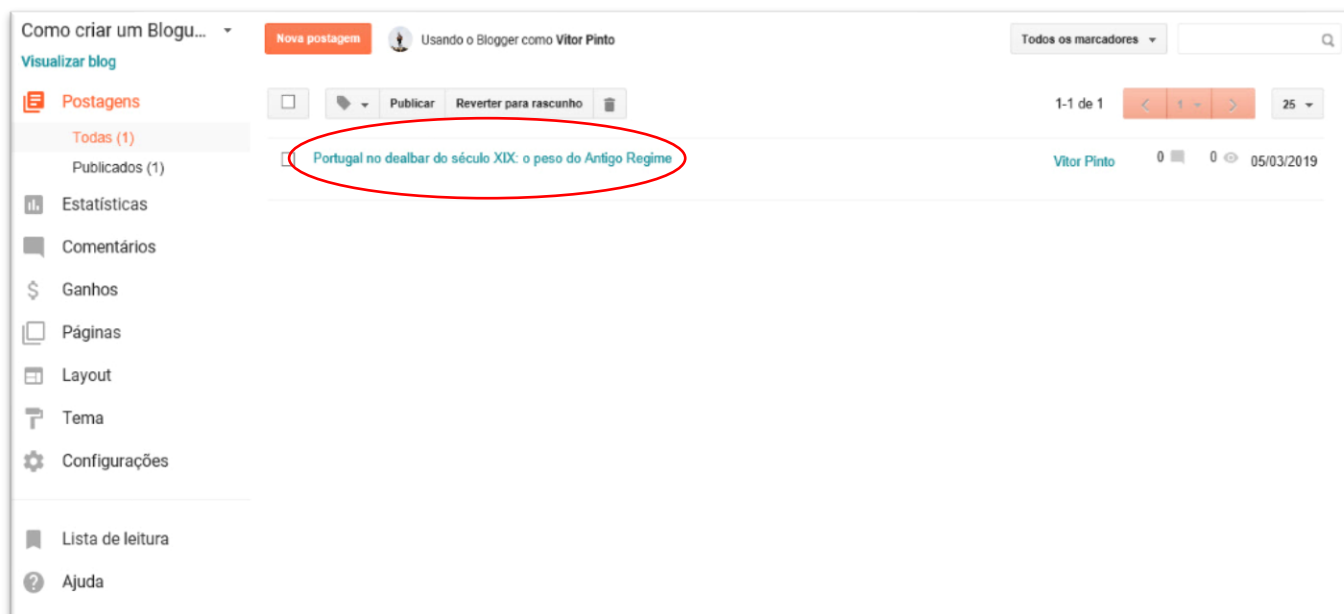 Como criar um Blogu...
Visualizar blog
Postagens
Todas (1)
Publicados (1)
Estatísticas
Comentários
Ganhos
Páginas
Layout
Tema
Configurações
Lista de leitura
Ajuda
Nova postagem
Usando o Blogger como Vitor Pinto
Todos os marcadores
Publicar Reverter para rascunho
1-1 de 1
1
25
Portugal no dealbar do século XIX: o peso do Antigo Regime
Vitor Pinto 0 0 05/03/2019